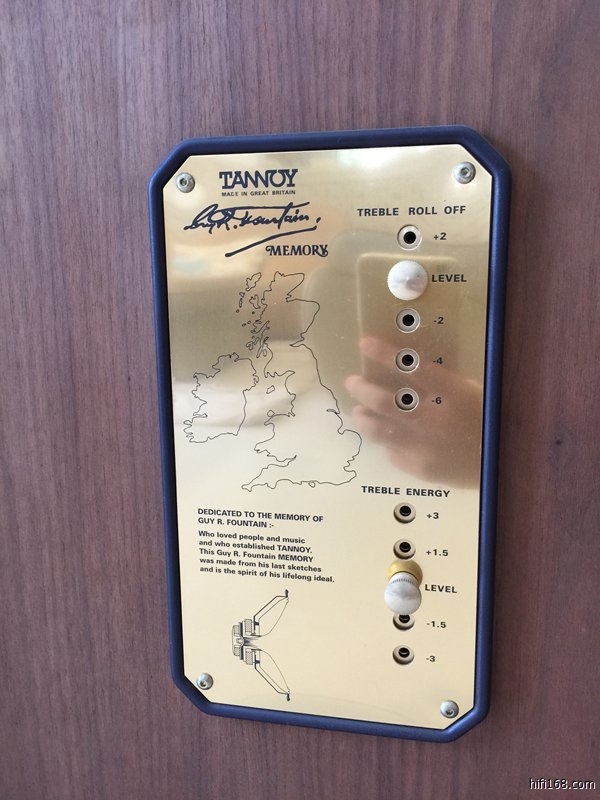 TANNOY
MADE IN GREAT BRITAIN
Guy R. Fountain.
MEMORY
TREBLE ROLL OFF
+2
LEVEL
-2
-4
-6
TREBLE ENERGY
+3
+1.5
LEVEL
-1.5
-3
DEDICATED TO THE MEMORY OF
GUY R. FOUNTAIN :-
Who loved people and music
and who established TANNOY.
This Guy R. Fountain MEMORY
was made from his last sketches
and is the spirit of his lifelong ideal.
hifi168.com